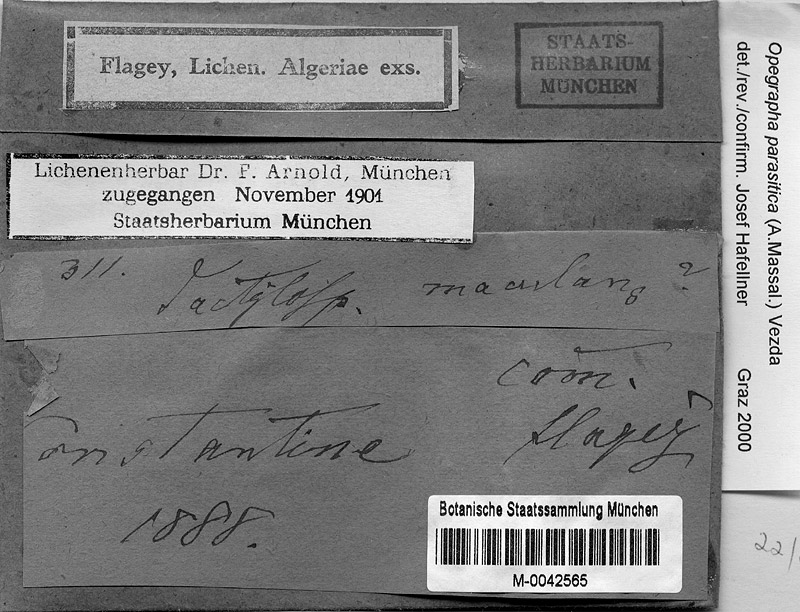 Flagey, Lichen. Algeriae exs.
STAATS-
HERBARIUM
MÜNCHEN
Lichenenherbar Dr. F. Arnold, München
zugegangen November 1901
Staatsherbarium München
311. Dactylosp. maculans ?
com.
Flagey
Constantine
1888.
Botanische Staatssammlung München
M-0042565
Opegrapha parasitica (A.Massal.) Vezda
det./rev./confirm. Josef Hafellner Graz 2000
22/